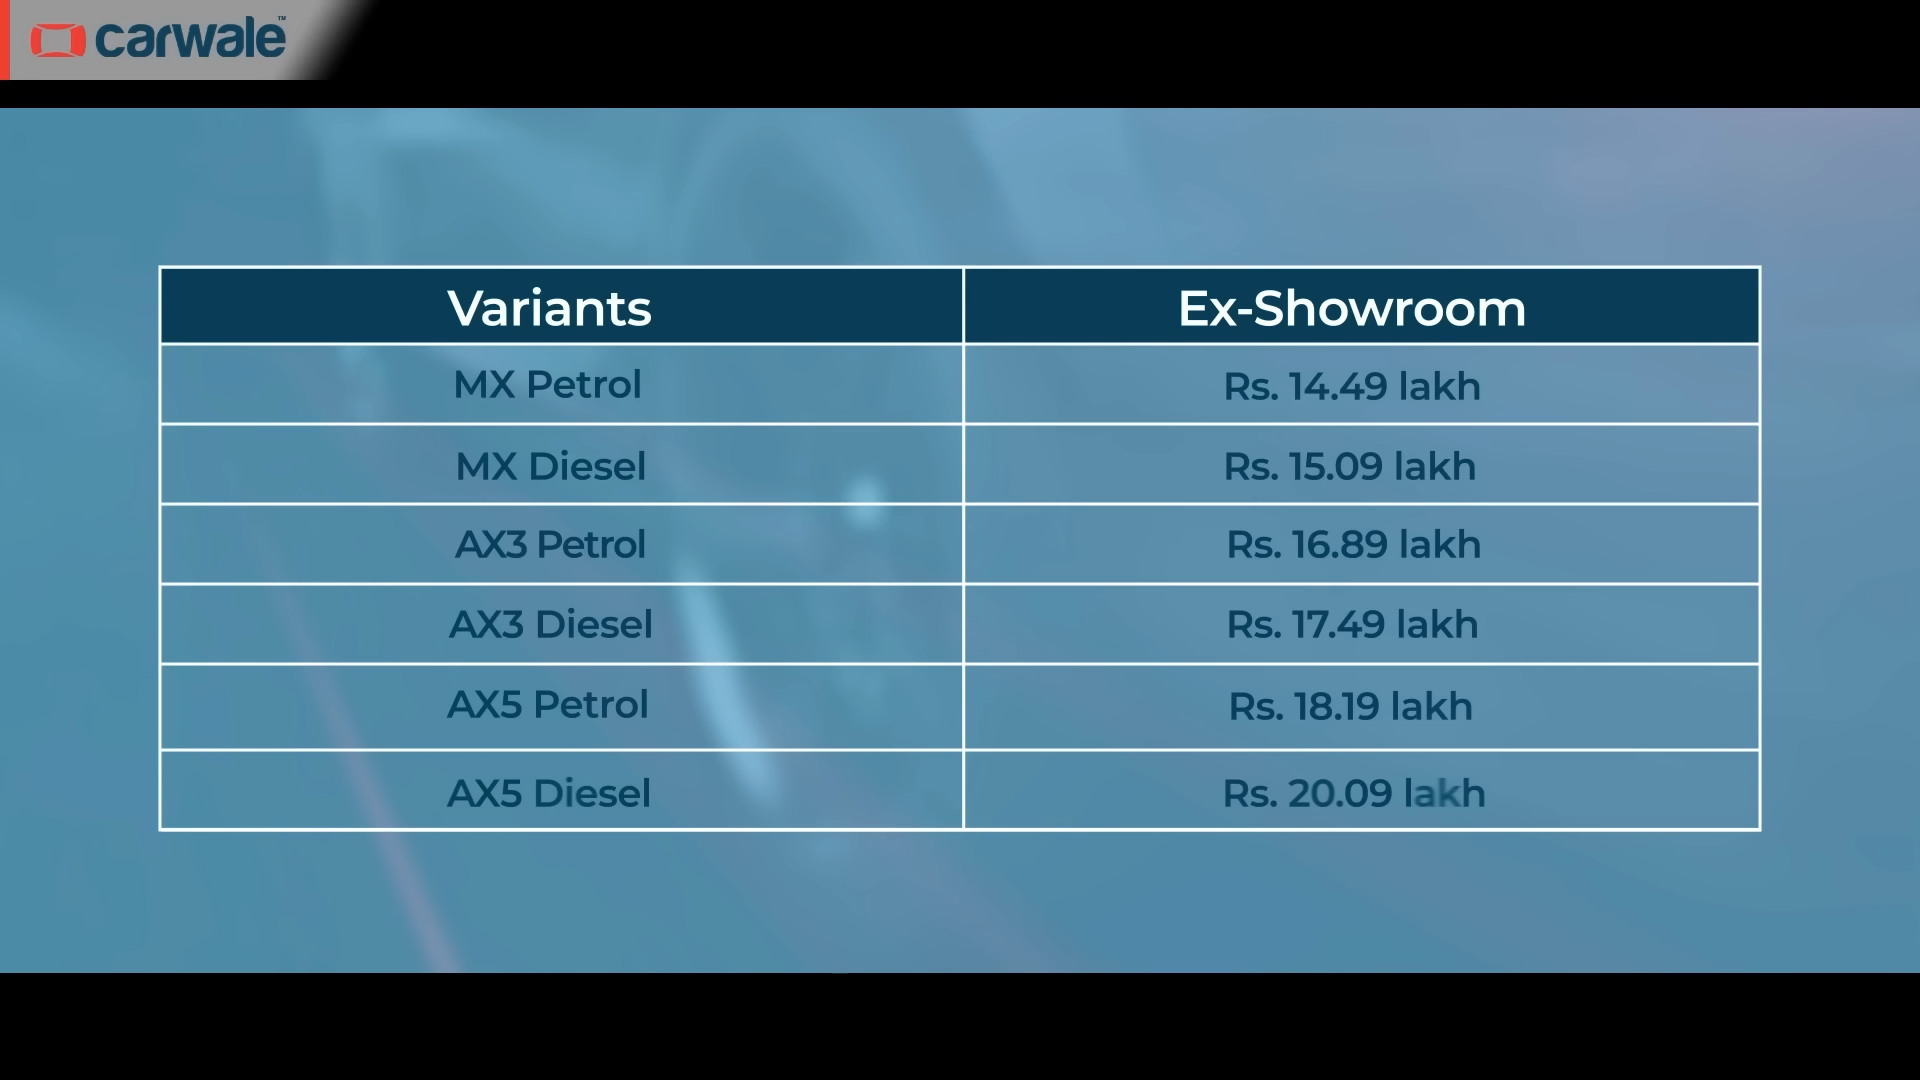 carwale™
Variants Ex-Showroom
MX Petrol Rs. 14.49 lakh
MX Diesel Rs. 15.09 lakh
AX3 Petrol Rs. 16.89 lakh
AX3 Diesel Rs. 17.49 lakh
AX5 Petrol Rs. 18.19 lakh
AX5 Diesel Rs. 20.09 lakh